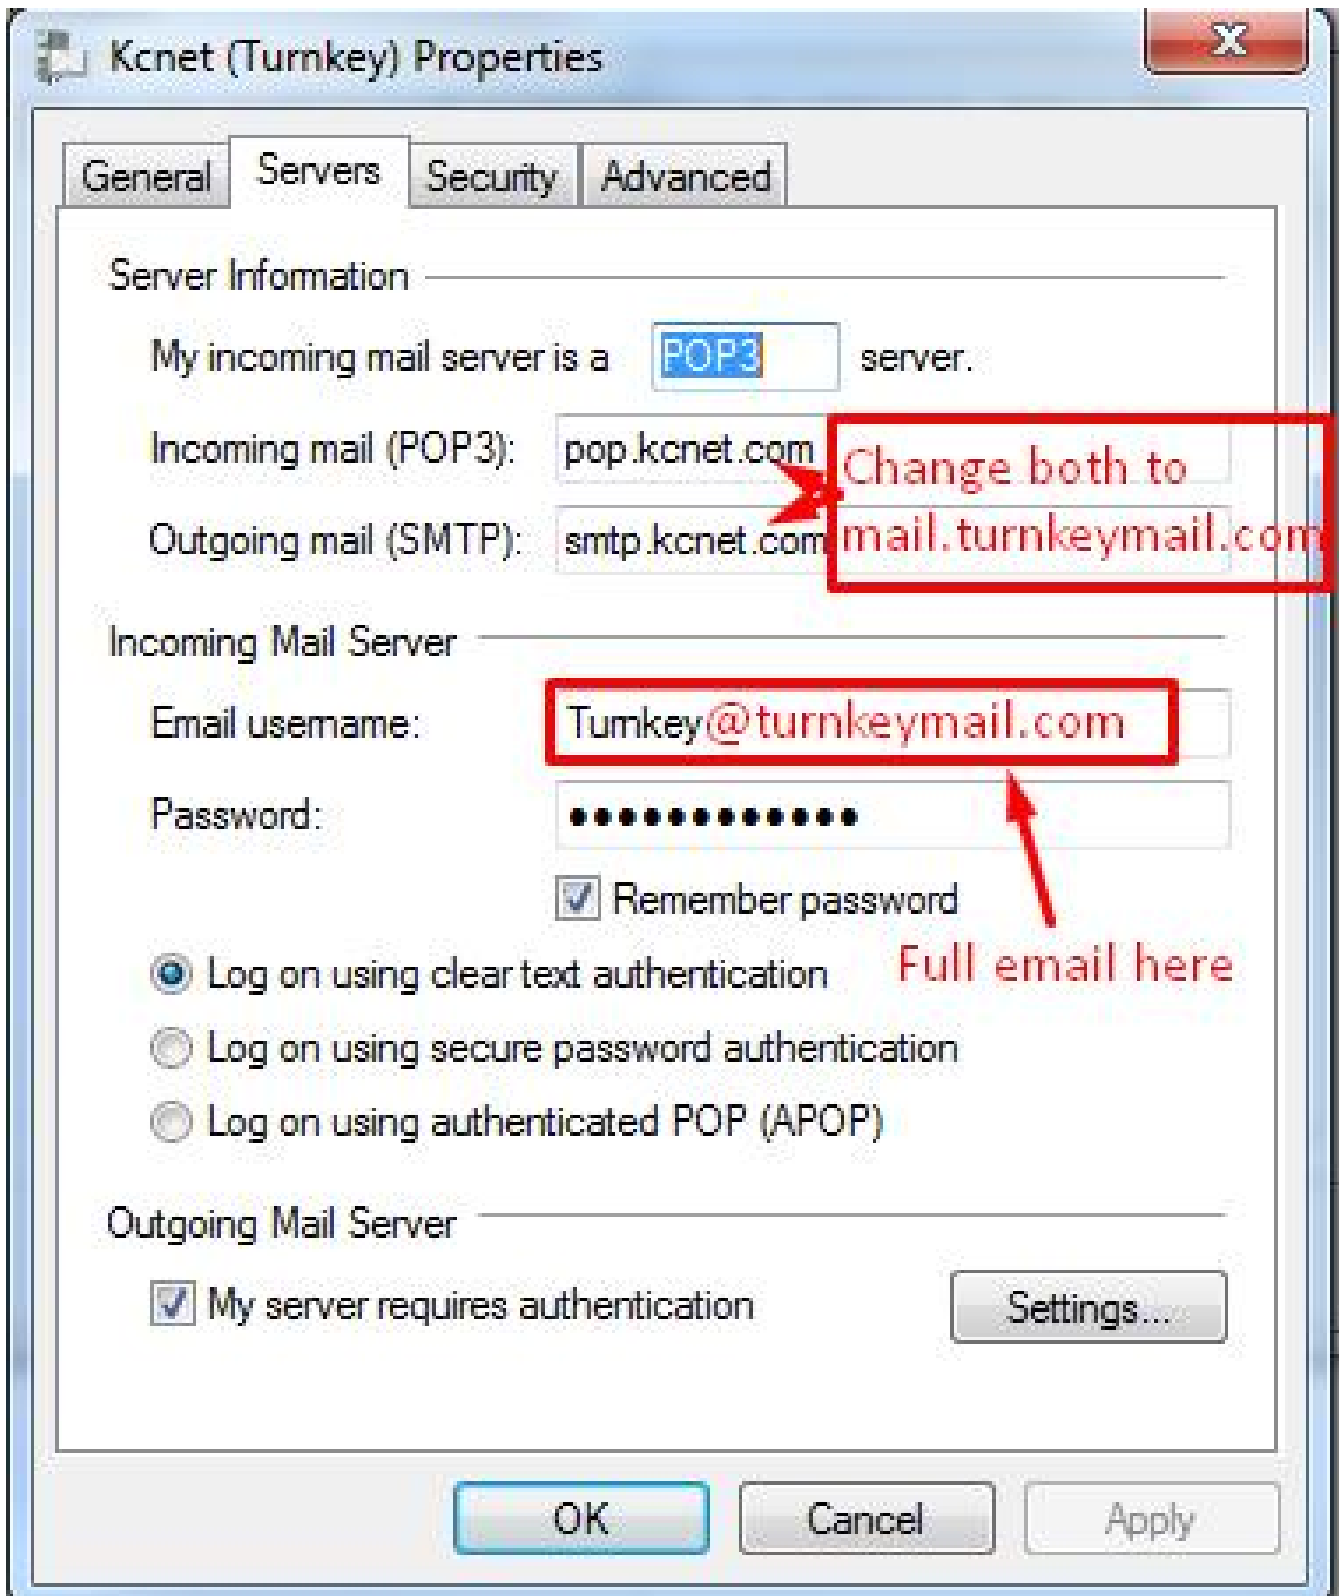 Kcnet (Turnkey) Properties
General Servers Security Advanced
Server Information
My incoming mail server is a POP3 server.
Incoming mail (POP3): pop.kcnet.com
Change both to
Outgoing mail (SMTP): smtp.kcnet.com
mail.turnkeymail.com
Incoming Mail Server
Email username: Turnkey@turnkeymail.com
Password: ●●●●●●●●●●●●
Remember password
Full email here
Log on using clear text authentication
Log on using secure password authentication
Log on using authenticated POP (APOP)
Outgoing Mail Server
My server requires authentication Settings...
OK Cancel Apply